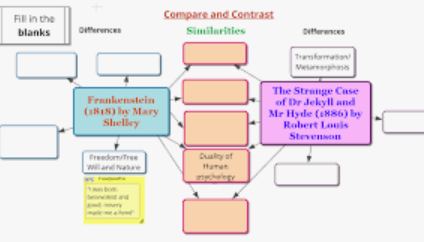 Fill in the
blanks
Compare and Contrast
Differences
Similarities
Differences
Transformation/
Metamorphosis
Frankenstein
(1818) by Mary
Shelley
The Strange Case
of Dr Jekyll and
Mr Hyde (1886) by
Robert Louis
Stevenson
Freedom/Free
Will and Nature
Duality of
Human
psychology
"I was born
benevolent and
good; misery
made me a fiend"